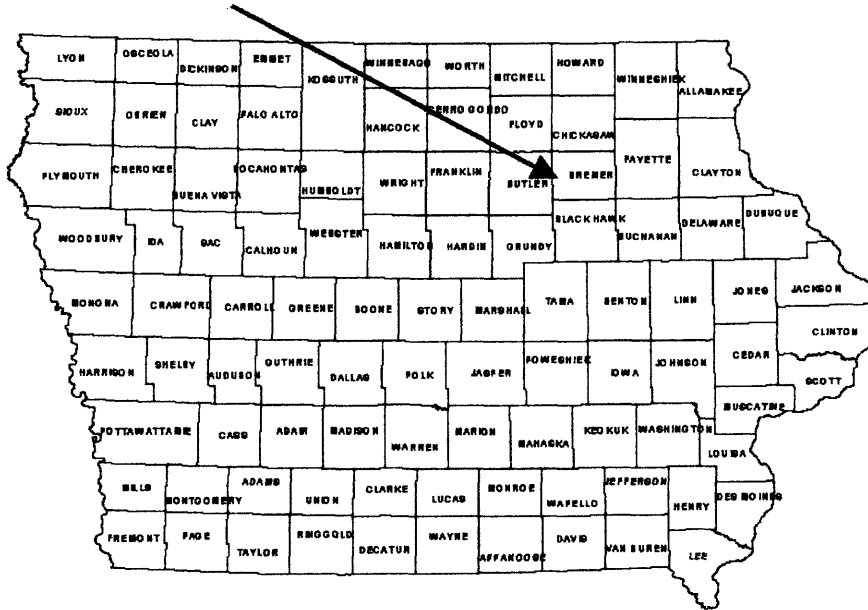 LYON OSCEOLA DICKINSON EMMET KOSSUTH WINNEBAGO WORTH MITCHELL HOWARD WINNESHIEK ALLAMAKEE
SIOUX OBRIEN CLAY PALO ALTO HANCOCK CERRO GORDO FLOYD CHICKASAW
PLYMOUTH CHEROKEE BUENA VISTA POCAHONTAS HUMBOLDT WRIGHT FRANKLIN BUTLER BREMER FAYETTE CLAYTON
WOODBURY IDA SAC CALHOUN WEBSTER HAMILTON HARDIN GRUNDY BLACK HAWK BUCHANAN DELAWARE DUBUQUE
MONONA CRAWFORD CARROLL GREENE BOONE STORY MARSHALL TAMA BENTON LINN JONES JACKSON
CLINTON
HARRISON SHELBY AUDUBON GUTHRIE DALLAS POLK JASPER POWESHIEK IOWA JOHNSON CEDAR SCOTT
MUSCATINE
POTTAWATTAMIE CASS ADAIR MADISON WARREN MARION MAHASKA KEOKUK WASHINGTON LOUISA
MILLS MONTGOMERY ADAMS UNION CLARKE LUCAS MONROE WAPELLO JEFFERSON HENRY DES MOINES
FREMONT PAGE TAYLOR RINGGOLD DECATUR WAYNE APPANOOSE DAVIS VAN BUREN LEE